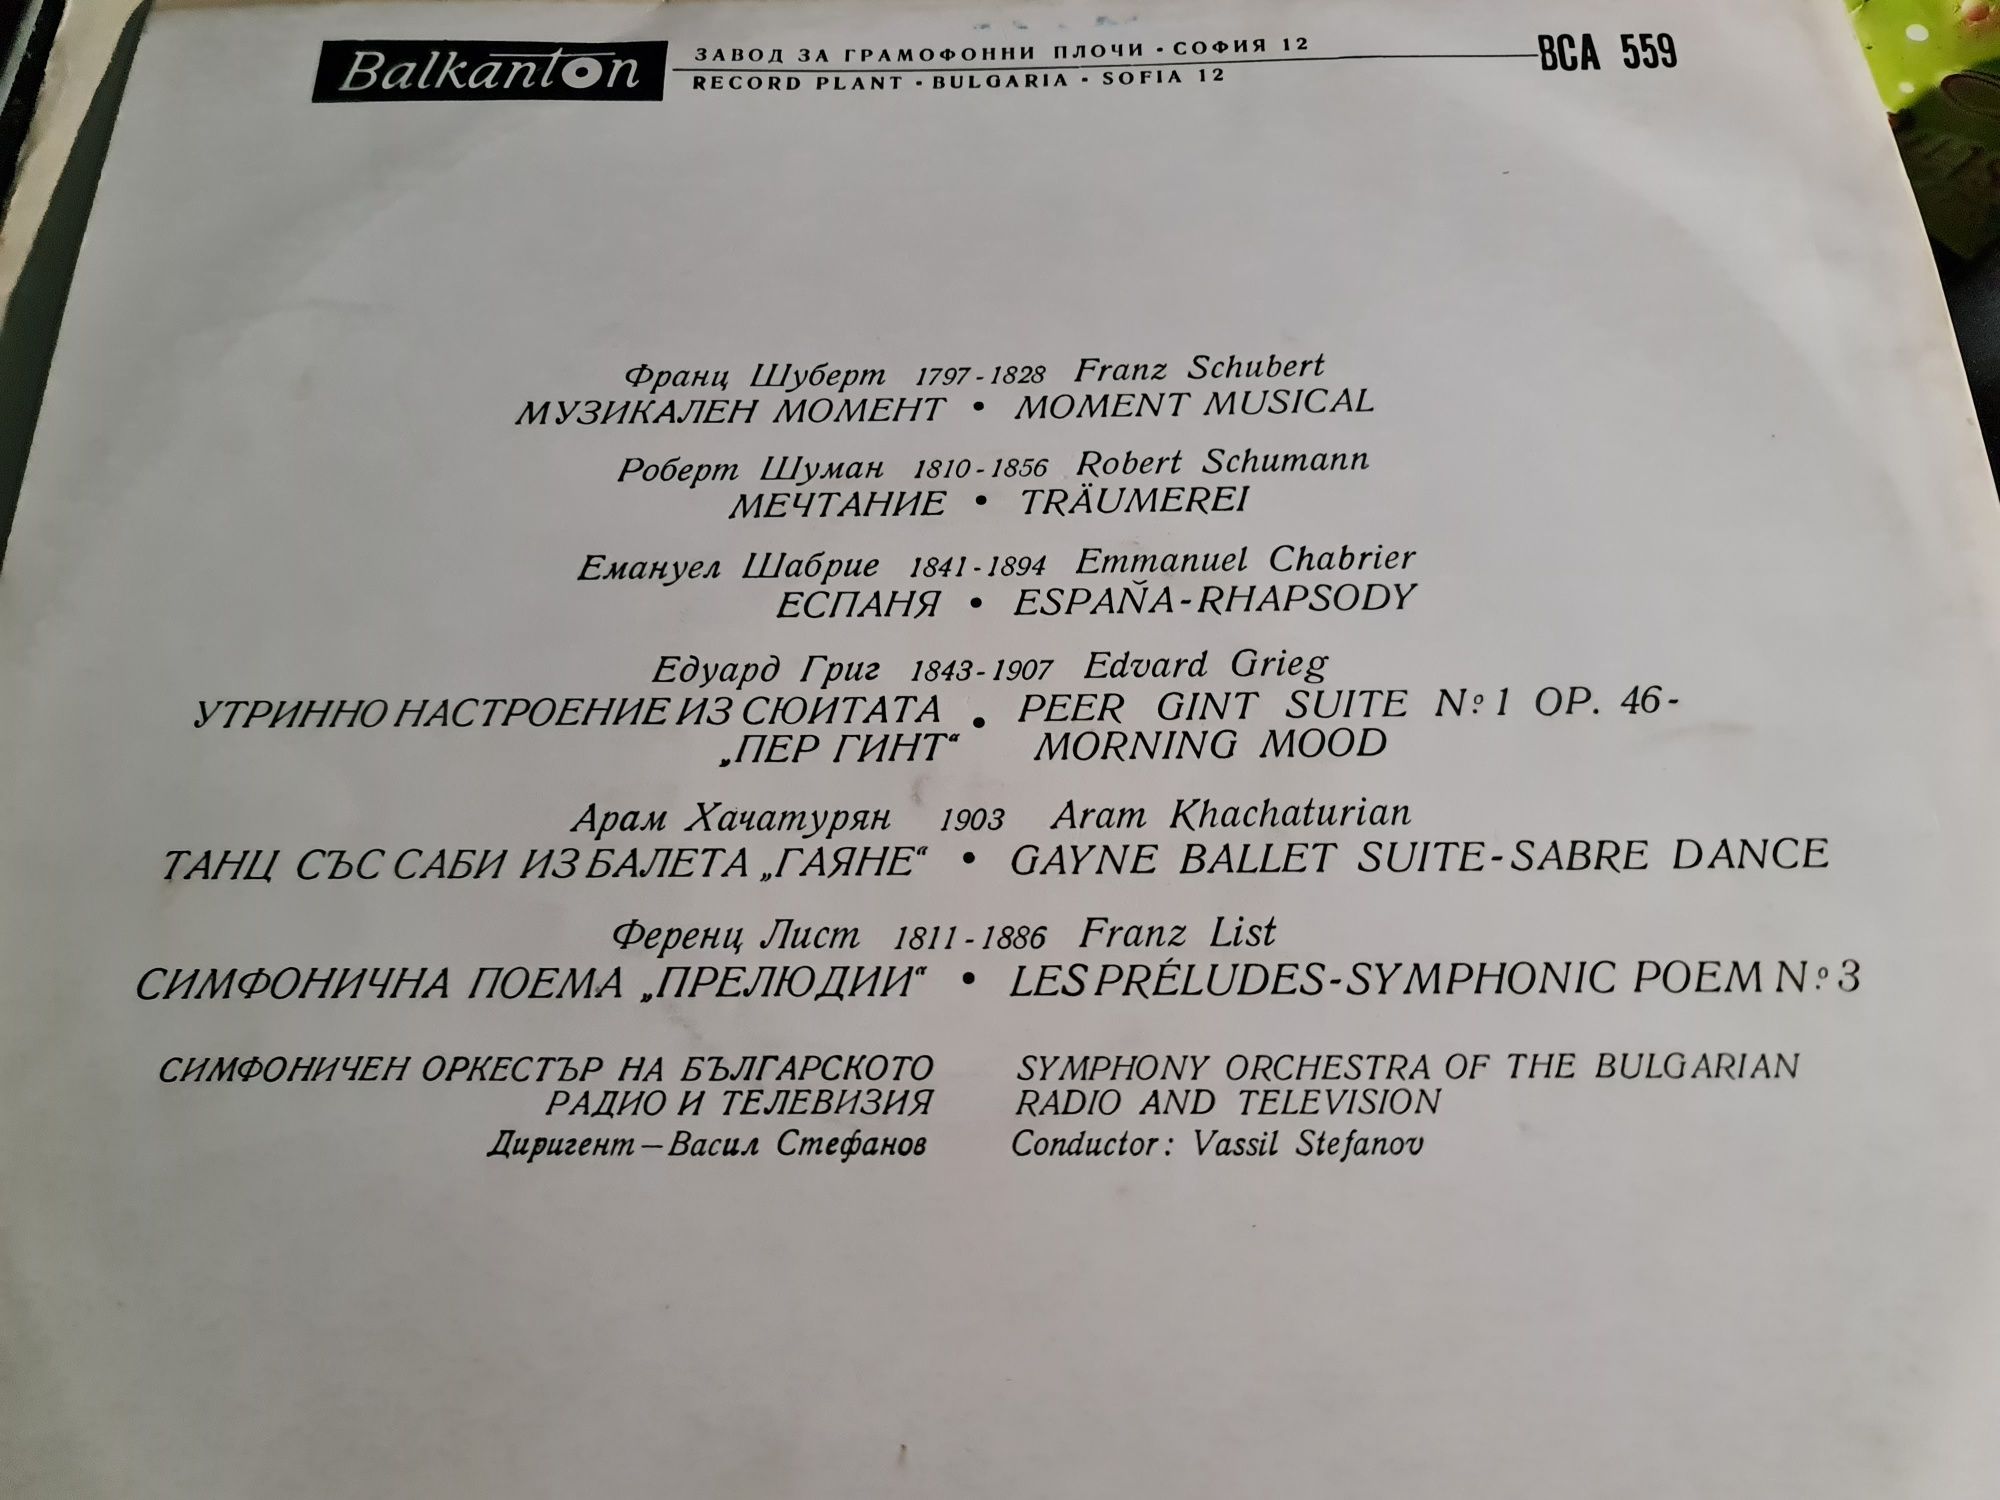 Balkanton ЗАВОД ЗА ГРАМОФОННИ ПЛОЧИ • СОФИЯ 12 ВСА 559
RECORD PLANT • BULGARIA • SOFIA 12
Франц Шуберт 1797-1828 Franz Schubert
МУЗИКАЛЕН МОМЕНТ • MOMENT MUSICAL
Роберт Шуман 1810-1856 Robert Schumann
МЕЧТАНИЕ • TRÄUMEREI
Емануел Шабрие 1841-1894 Emmanuel Chabrier
ЕСПАНЯ • ESPAŇA-RHAPSODY
Едуард Григ 1843-1907 Edvard Grieg
УТРИННО НАСТРОЕНИЕ ИЗ СЮИТАТА • PEER GINT SUITE Nº 1 OP. 46-
„ПЕР ГИНТ“ MORNING MOOD
Арам Хачатурян 1903 Aram Khachaturian
ТАНЦ СЪС САБИ ИЗ БАЛЕТА „ГАЯНЕ“ • GAYNE BALLET SUITE-SABRE DANCE
Ференц Лист 1811-1886 Franz List
СИМФОНИЧНА ПОЕМА „ПРЕЛЮДИИ“ • LES PRÉLUDES-SYMPHONIC POEM Nº 3
СИМФОНИЧЕН ОРКЕСТЪР НА БЪЛГАРСКОТО SYMPHONY ORCHESTRA OF THE BULGARIAN
РАДИО И ТЕЛЕВИЗИЯ RADIO AND TELEVISION
Диригент — Васил Стефанов Conductor: Vassil Stefanov